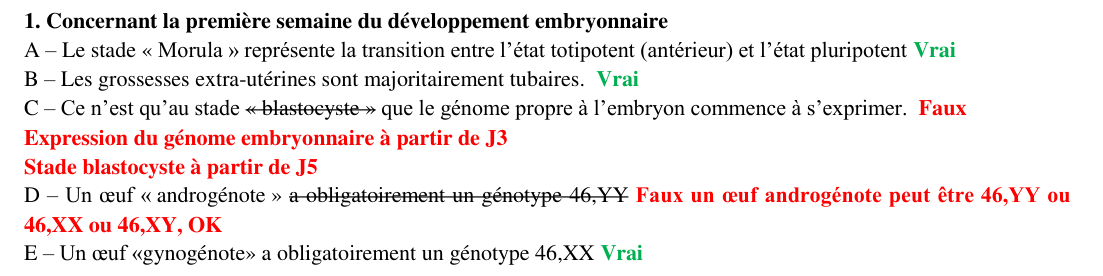 1. Concernant la première semaine du développement embryonnaire
A – Le stade « Morula » représente la transition entre l’état totipotent (antérieur) et l’état pluripotent Vrai
B – Les grossesses extra-utérines sont majoritairement tubaires. Vrai
C – Ce n’est qu’au stade « blastocyste » que le génome propre à l’embryon commence à s’exprimer. Faux
Expression du génome embryonnaire à partir de J3
Stade blastocyste à partir de J5
D – Un œuf « androgénote » a obligatoirement un génotype 46,YY Faux un œuf androgénote peut être 46,YY ou
46,XX ou 46,XY, OK
E – Un œuf «gynogénote» a obligatoirement un génotype 46,XX Vrai